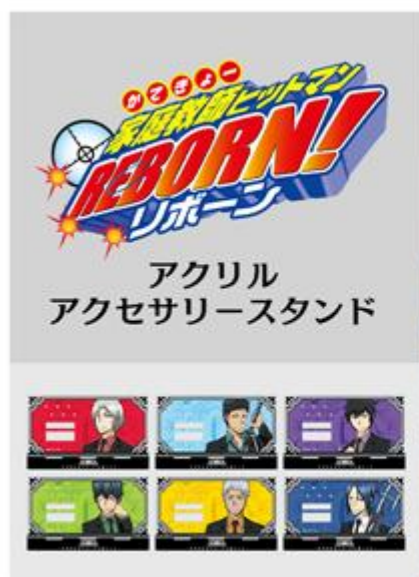 かてきょー
家庭教師ヒットマン
REBORN!
リボーン
アクリル
アクセサリースタンド